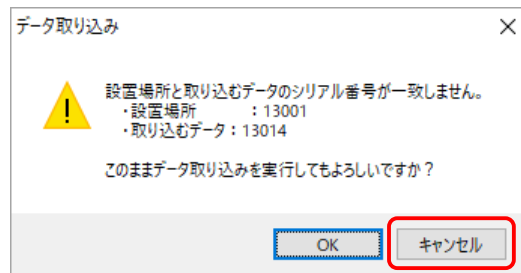 データ取り込み
設置場所と取り込むデータのシリアル番号が一致しません。
・設置場所　　　：13001
・取り込むデータ：13014
このままデータ取り込みを実行してもよろしいですか？
OK
キャンセル